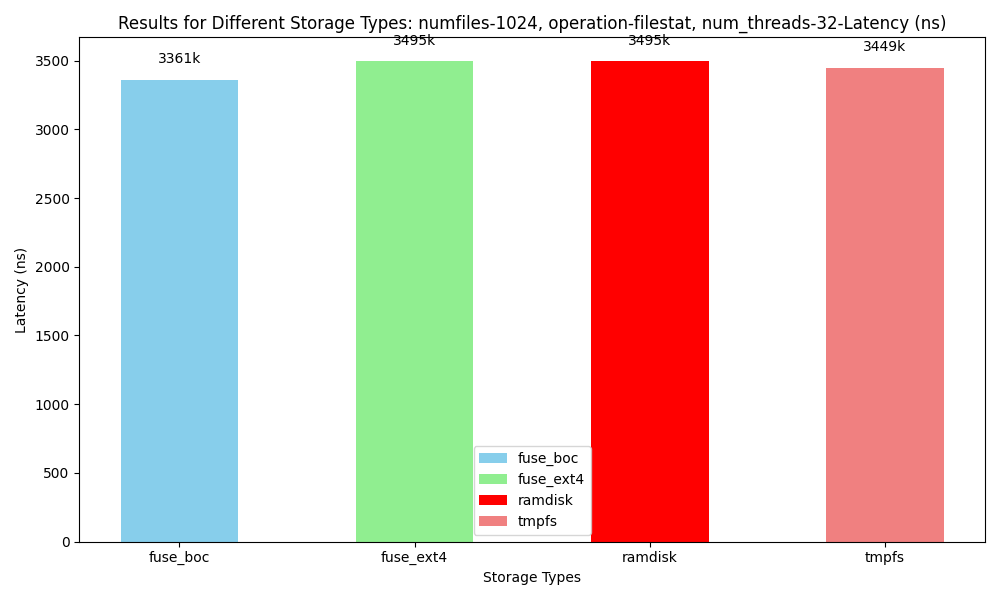 Results for Different Storage Types: numfiles-1024, operation-filestat, num_threads-32-Latency (ns)
3361k
3495k
3495k
3449k
3500
3000
2500
2000
1500
1000
500
0
Latency (ns)
fuse_boc
fuse_ext4
ramdisk
tmpfs
fuse_boc
fuse_ext4
ramdisk
tmpfs
Storage Types